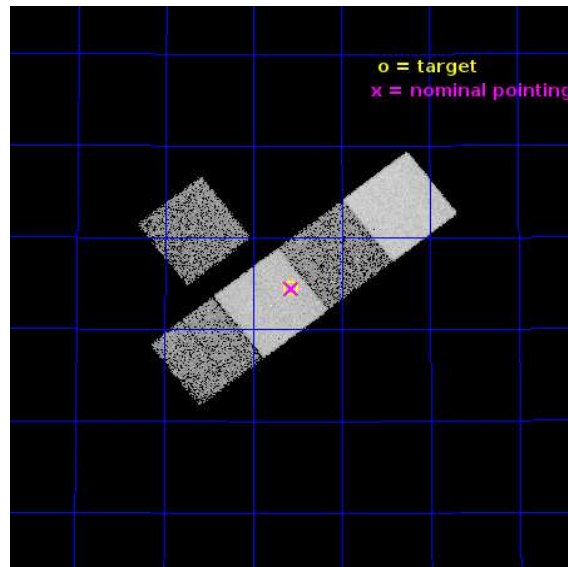 o = target
x = nominal pointing